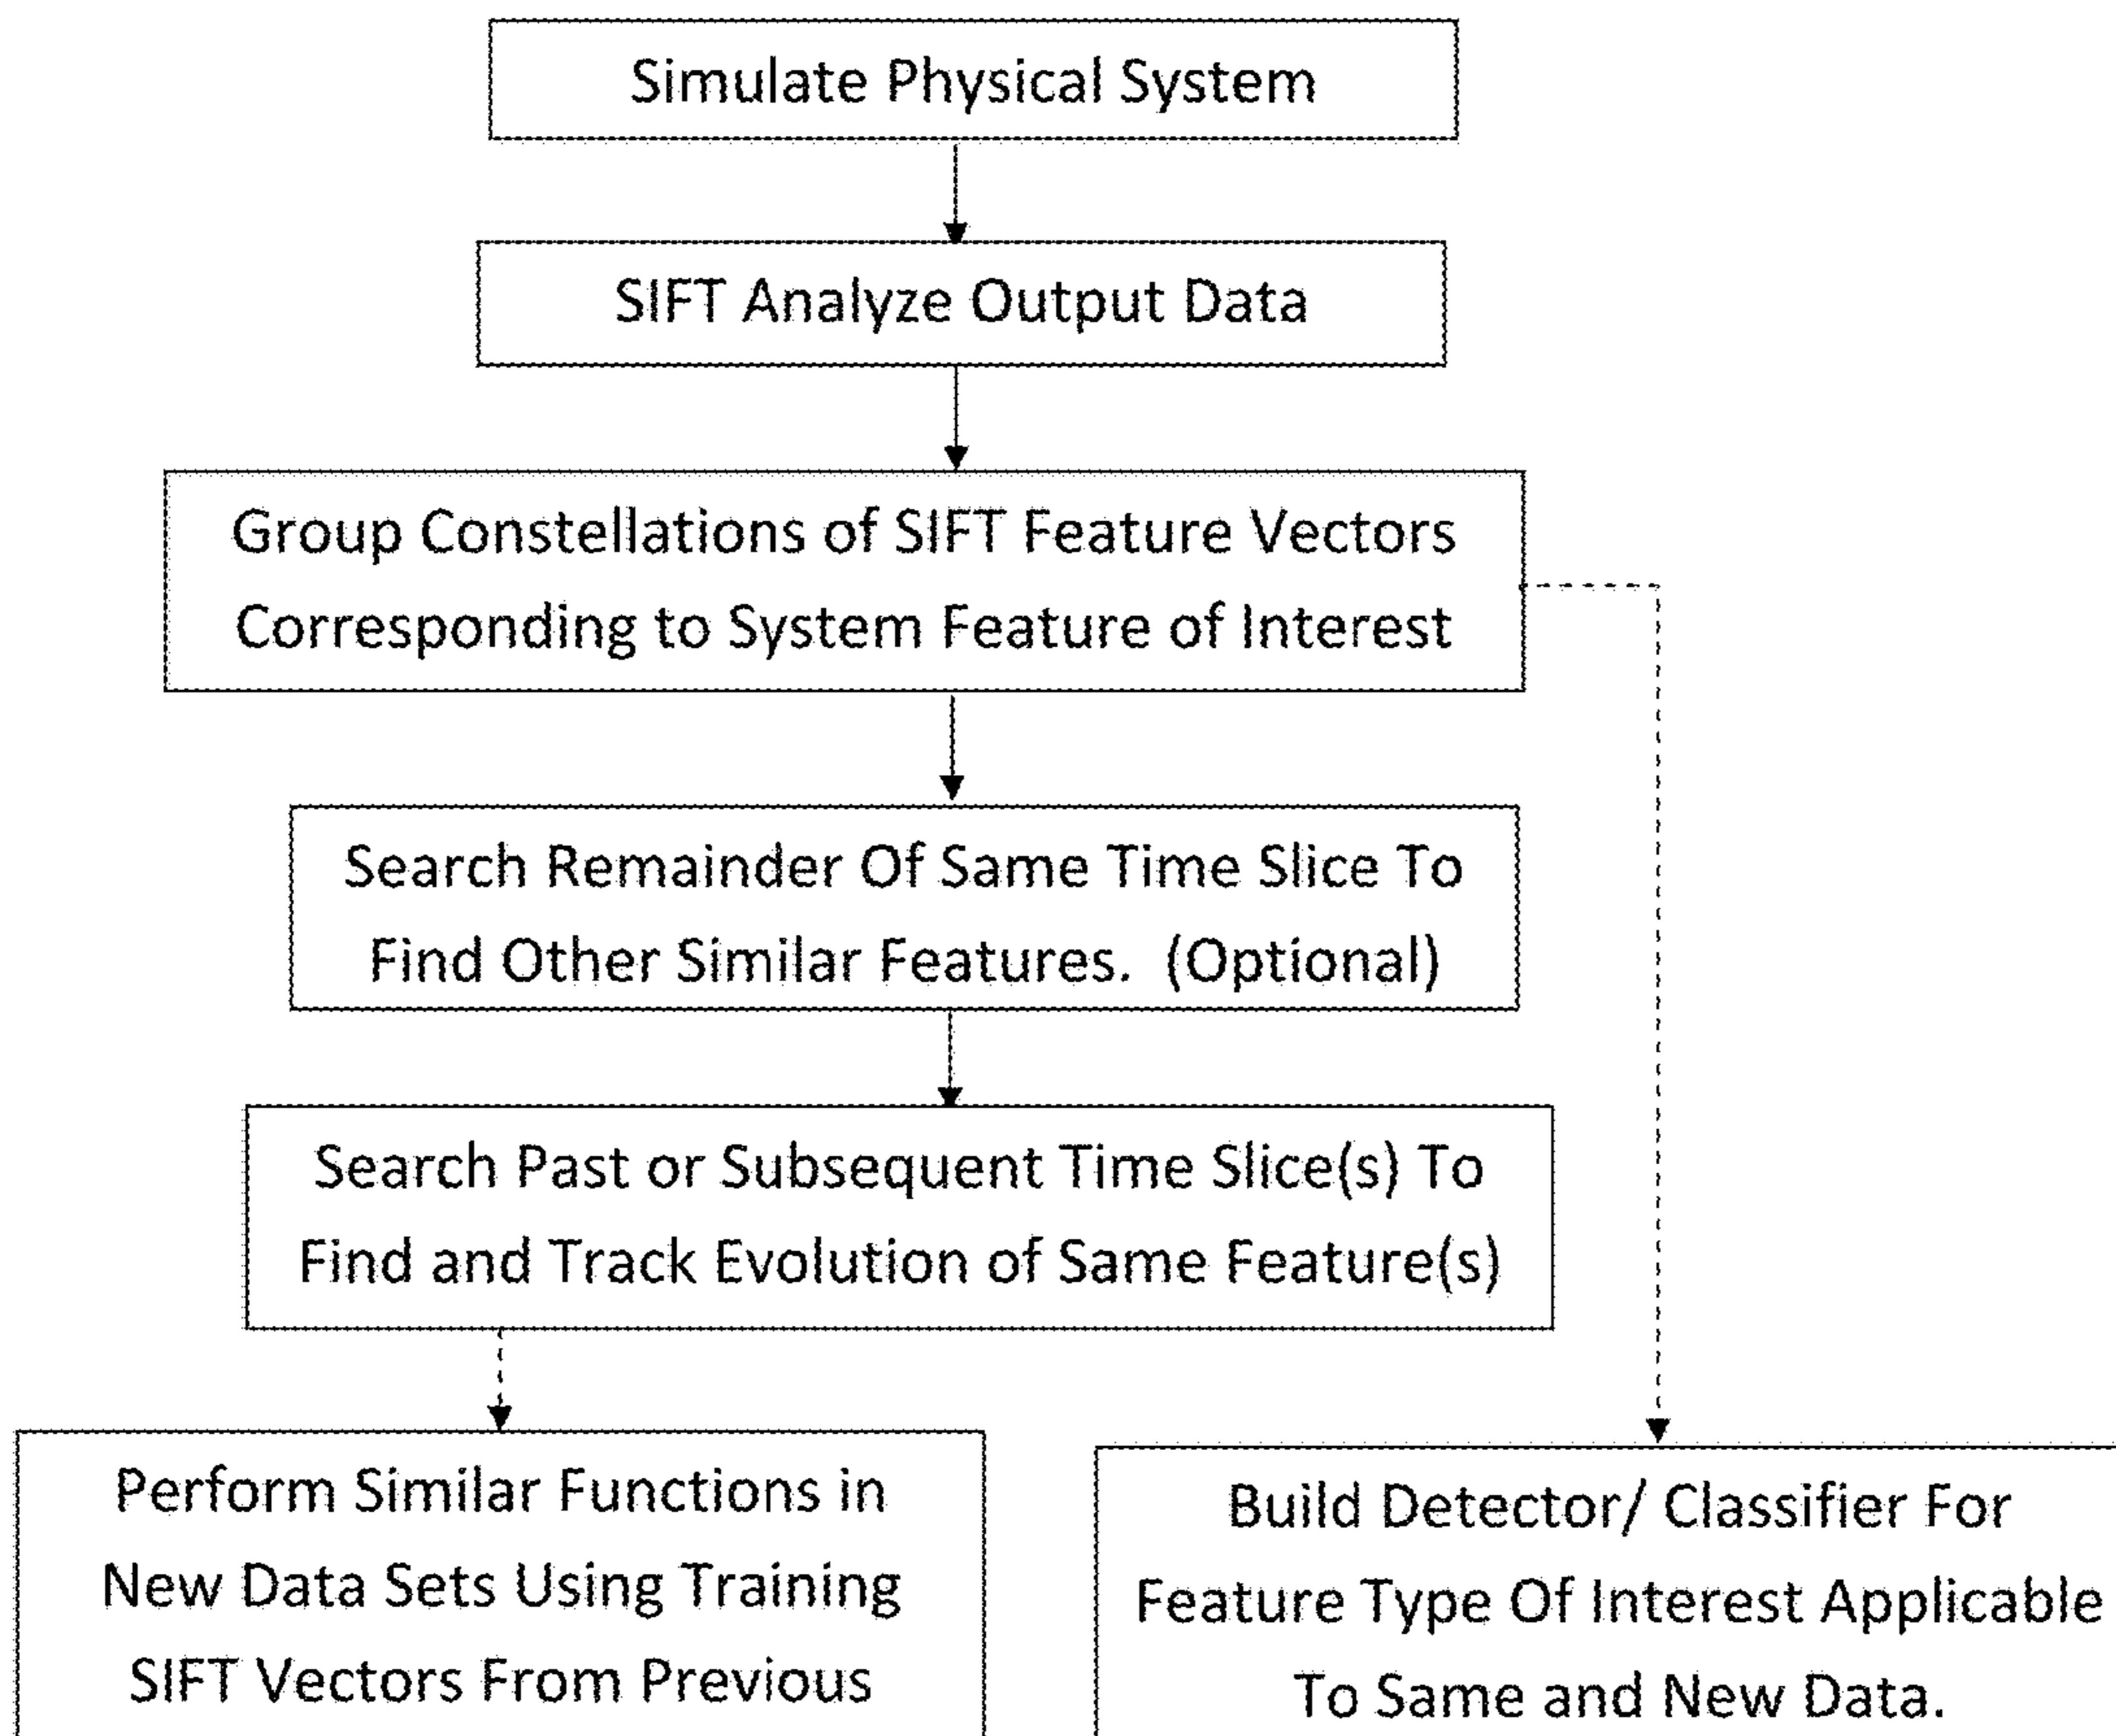 Simulate Physical System
SIFT Analyze Output Data
Group Constellations of SIFT Feature Vectors
Corresponding to System Feature of Interest
Search Remainder Of Same Time Slice To
Find Other Similar Features.  (Optional)
Search Past or Subsequent Time Slice(s) To
Find and Track Evolution of Same Feature(s)
Perform Similar Functions in
New Data Sets Using Training
SIFT Vectors From Previous
Build Detector/ Classifier For
Feature Type Of Interest Applicable
To Same and New Data.